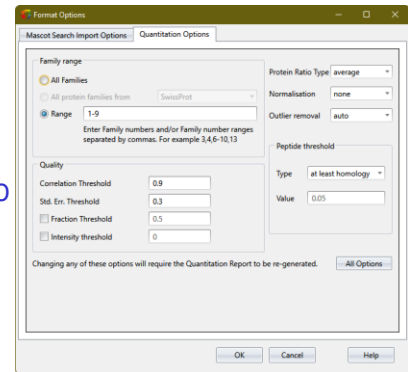 Format Options
Mascot Search Import Options Quantitation Options
Family range
All Families
All protein families from SwissProt
Range 1-9
Enter Family numbers and/or Family number ranges
separated by commas. For example 3,4,6-10,13
Protein Ratio Type average
Normalisation none
Outlier removal auto
Quality
Correlation Threshold 0.9
Std. Err. Threshold 0.3
Fraction Threshold 0.5
Intensity threshold 0
Peptide threshold
Type at least homology
Value 0.05
Changing any of these options will require the Quantitation Report to be re-generated. All Options
OK Cancel Help